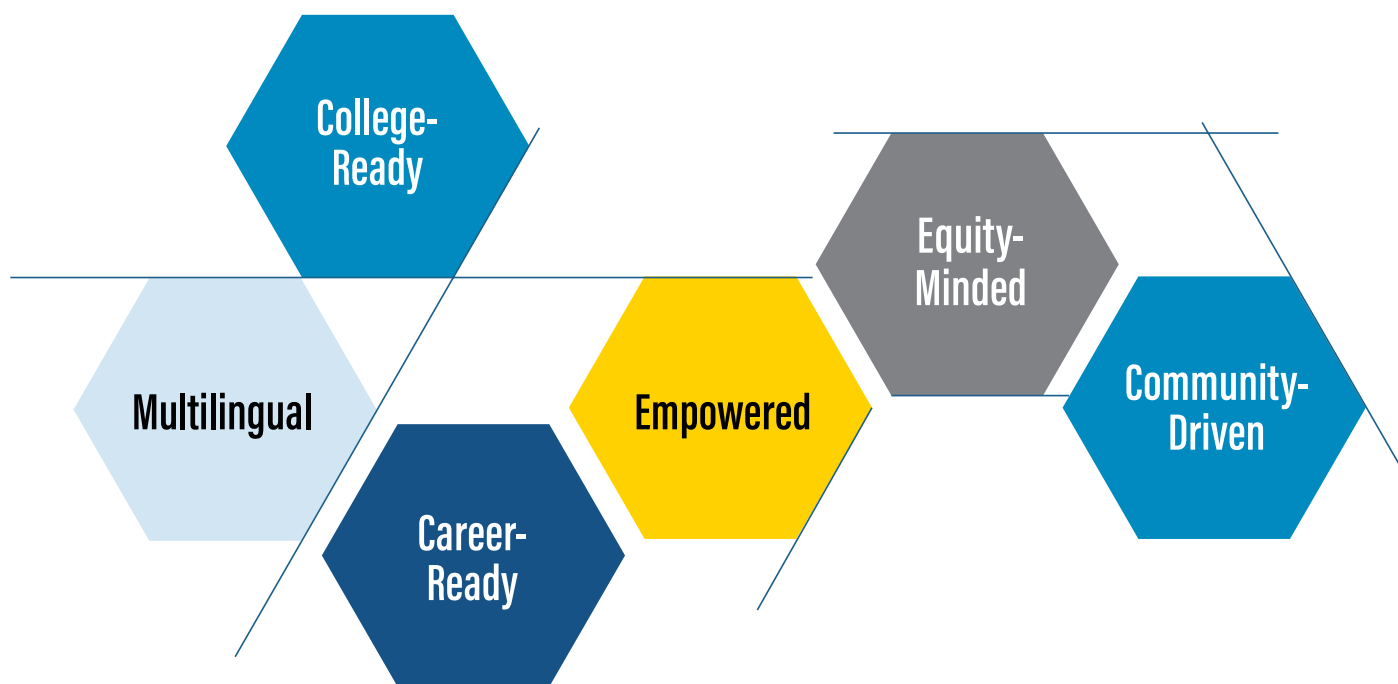 College-
Ready
Multilingual
Career-
Ready
Empowered
Equity-
Minded
Community-
Driven